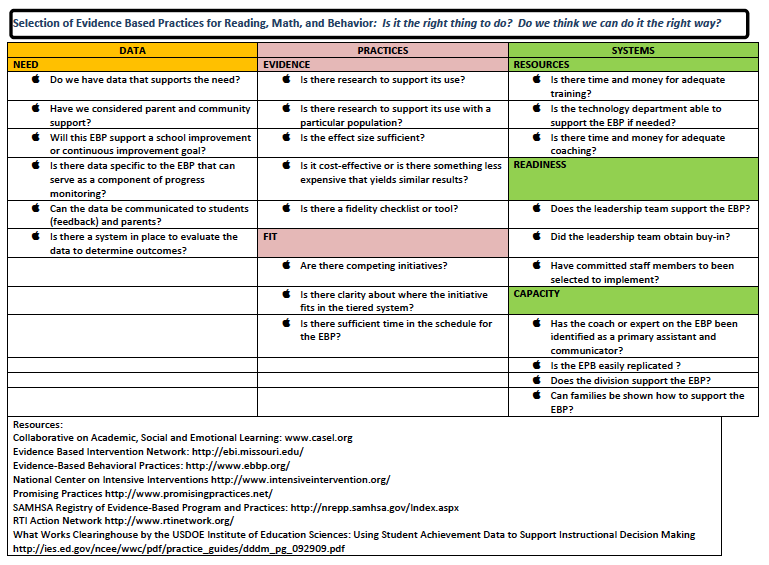 Selection of Evidence Based Practices for Reading, Math, and Behavior: Is it the right thing to do? Do we think we can do it the right way?
DATA
PRACTICES
SYSTEMS
NEED
EVIDENCE
RESOURCES
Do we have data that supports the need?
Is there research to support its use?
Is there time and money for adequate
training?
Have we considered parent and community
support?
Is there research to support its use with a
particular population?
Is the technology department able to
support the EBP if needed?
Will this EBP support a school improvement
or continuous improvement goal?
Is the effect size sufficient?
Is there time and money for adequate
coaching?
Is there data specific to the EBP that can
serve as a component of progress
monitoring?
Is it cost-effective or is there something less
expensive that yields similar results?
READINESS
Can the data be communicated to students
(feedback) and parents?
Is there a fidelity checklist or tool?
Does the leadership team support the EBP?
Is there a system in place to evaluate the
data to determine outcomes?
FIT
Did the leadership team obtain buy-in?
Are there competing initiatives?
Have committed staff members to been
selected to implement?
Is there clarity about where the initiative
fits in the tiered system?
CAPACITY
Is there sufficient time in the schedule for
the EBP?
Has the coach or expert on the EBP been
identified as a primary assistant and
communicator?
Is the EPB easily replicated ?
Does the division support the EBP?
Can families be shown how to support the
EBP?
Resources:
Collaborative on Academic, Social and Emotional Learning: www.casel.org
Evidence Based Intervention Network: http://ebi.missouri.edu/
Evidence-Based Behavioral Practices: http://www.ebbp.org/
National Center on Intensive Interventions http://www.intensiveintervention.org/
Promising Practices http://www.promisingpractices.net/
SAMHSA Registry of Evidence-Based Program and Practices: http://nrepp.samhsa.gov/Index.aspx
RTI Action Network http://www.rtinetwork.org/
What Works Clearinghouse by the USDOE Institute of Education Sciences: Using Student Achievement Data to Support Instructional Decision Making
http://ies.ed.gov/ncee/wwc/pdf/practice_guides/dddm_pg_092909.pdf